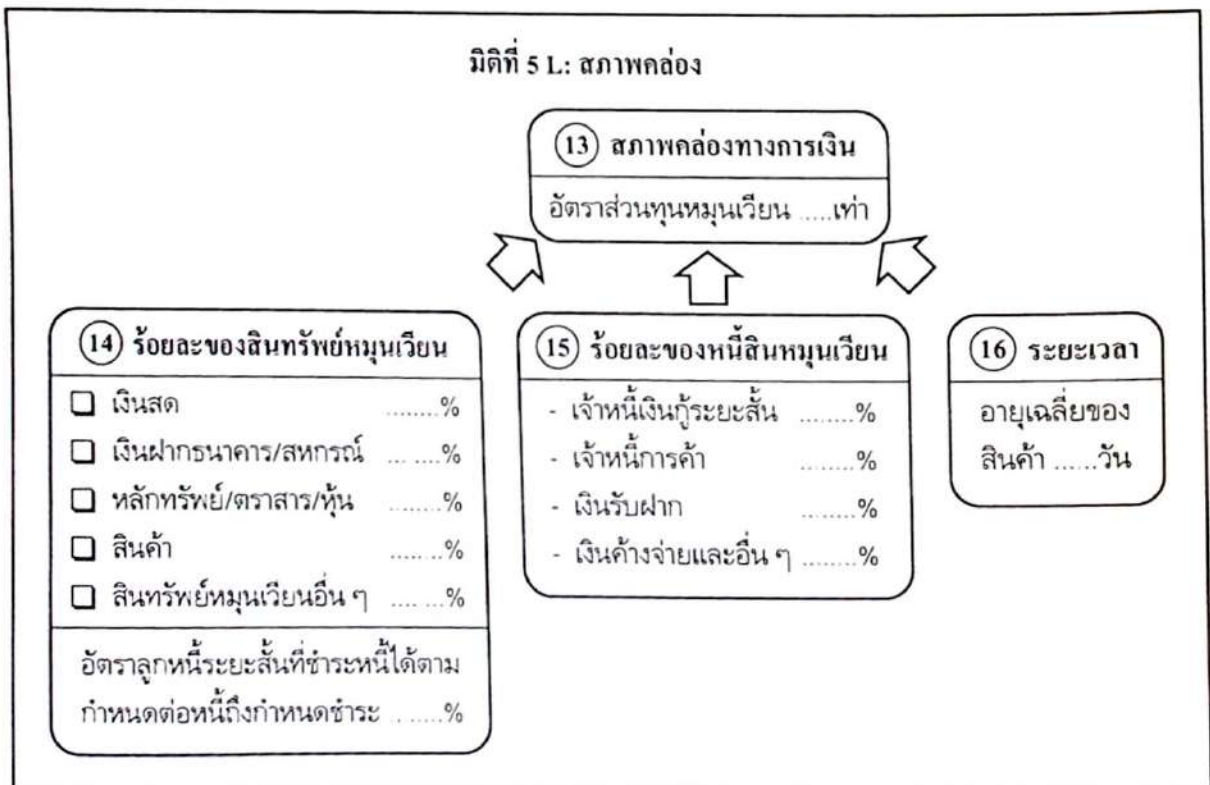 มิติที่ 5 L: สภาพคล่อง
13 สภาพคล่องทางการเงิน
อัตราส่วนทุนหมุนเวียน .....เท่า
14 ร้อยละของสินทรัพย์หมุนเวียน
❑ เงินสด ........%
❑ เงินฝากธนาคาร/สหกรณ์ ... ....%
❑ หลักทรัพย์/ตราสาร/หุ้น ........%
❑ สินค้า ........%
❑ สินทรัพย์หมุนเวียนอื่น ๆ .... ...%
อัตราลูกหนี้ระยะสั้นที่ชำระหนี้ได้ตาม
กำหนดต่อหนี้ถึงกำหนดชำระ .. .....%
15 ร้อยละของหนี้สินหมุนเวียน
- เจ้าหนี้เงินกู้ระยะสั้น ........%
- เจ้าหนี้การค้า ........%
- เงินรับฝาก ........%
- เงินค้างจ่ายและอื่น ๆ ........%
16 ระยะเวลา
อายุเฉลี่ยของ
สินค้า ......วัน